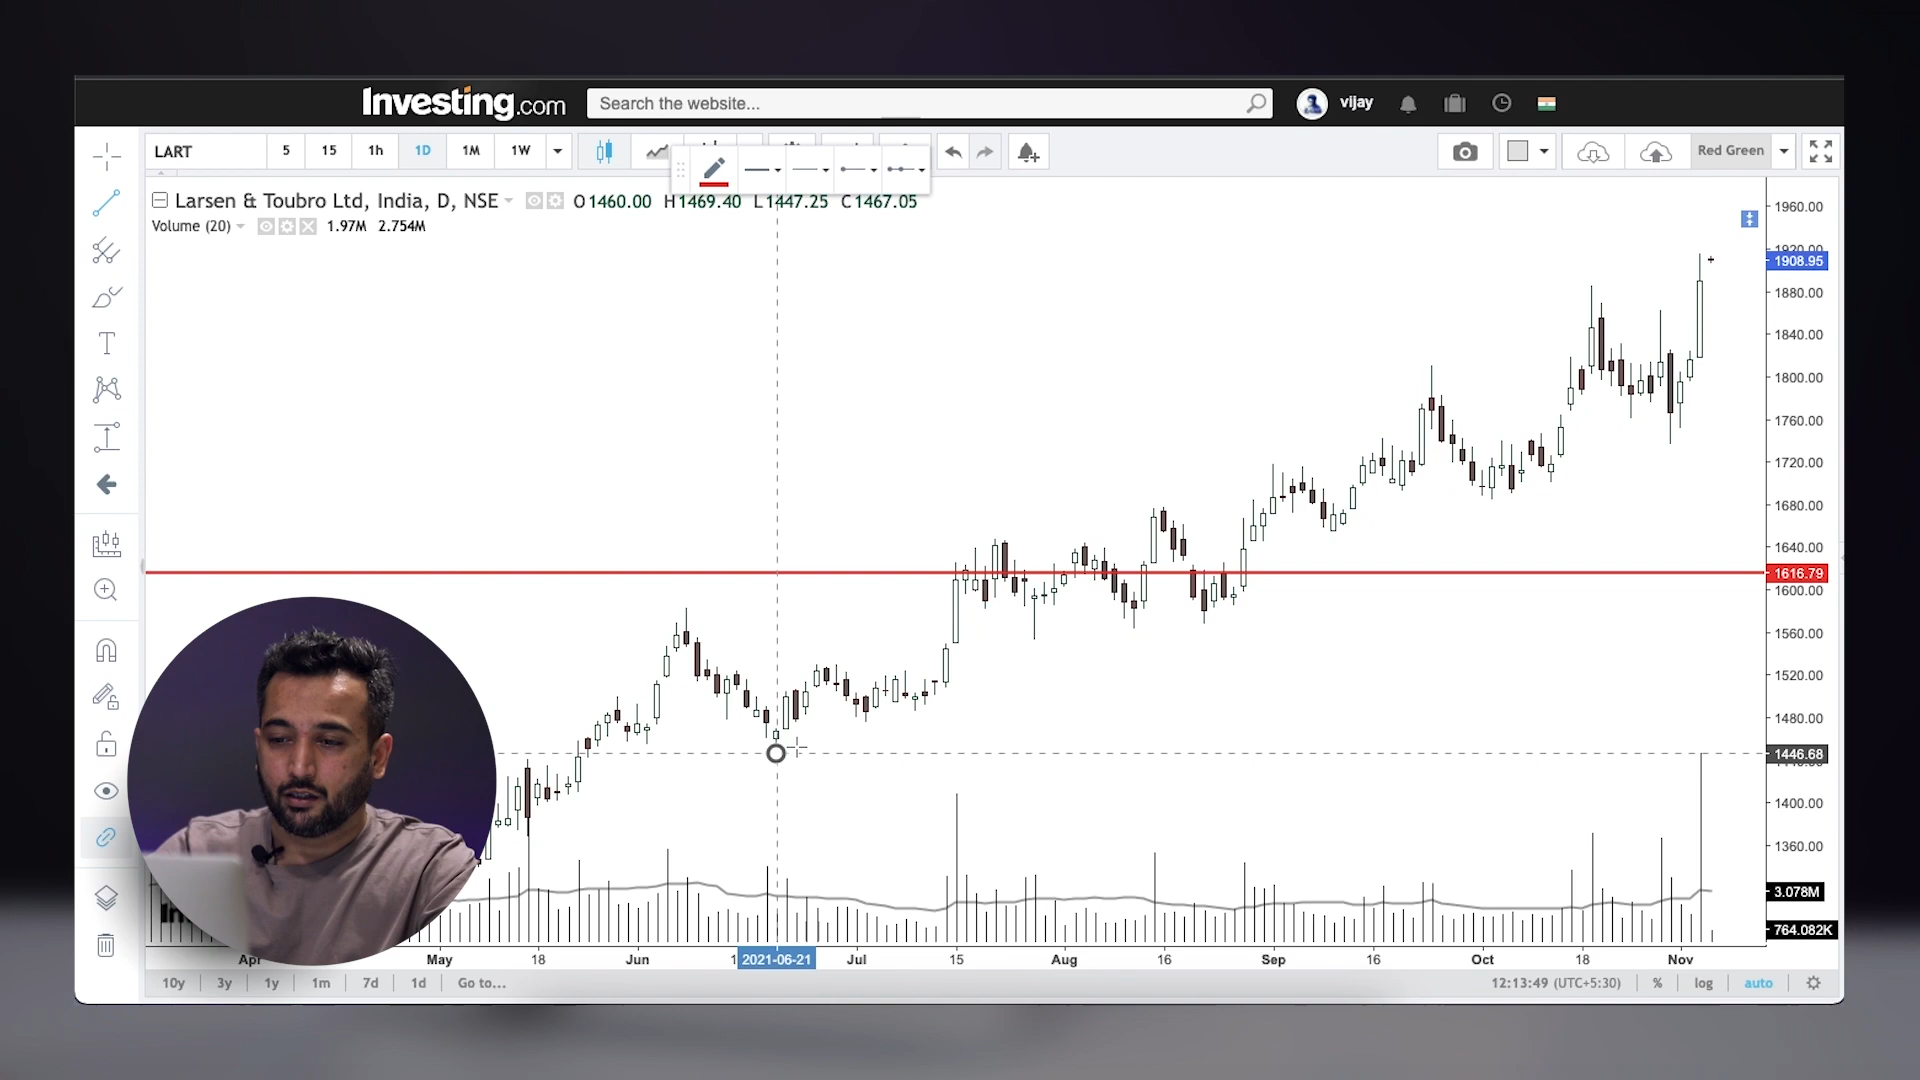 Investing.com
Search the website...
vijay
LART
5
15
1h
1D
1M
1W
Red Green
Larsen & Toubro Ltd, India, D, NSE
O 1460.00 H 1469.40 L 1447.25 C 1467.05
Volume (20)
1.97M 2.754M
1960.00
1920.00
1908.95
1880.00
1840.00
1800.00
1760.00
1720.00
1680.00
1640.00
1616.79
1600.00
1560.00
1520.00
1480.00
1446.68
1400.00
1360.00
3.078M
764.082K
May
18
Jun
2021-06-21
Jul
15
Aug
16
Sep
16
Oct
18
Nov
10y
3y
1y
1m
7d
1d
Go to...
12:13:49 (UTC+5:30)
%
log
auto